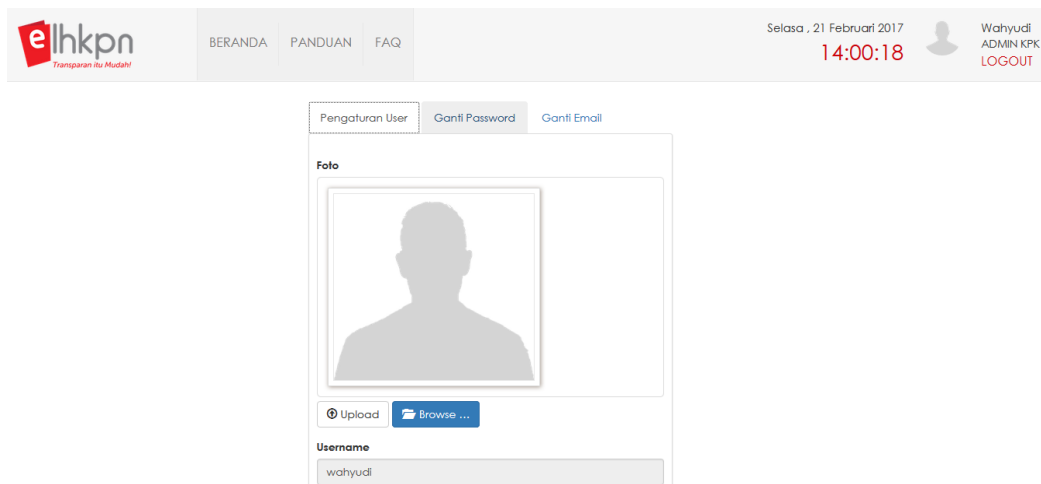 elhkpn
Transparan itu Mudah!
BERANDA PANDUAN FAQ
Selasa , 21 Februari 2017
14:00:18
Wahyudi
ADMIN KPK
LOGOUT
Pengaturan User Ganti Password Ganti Email
Foto
Upload Browse ...
Username
wahyudi